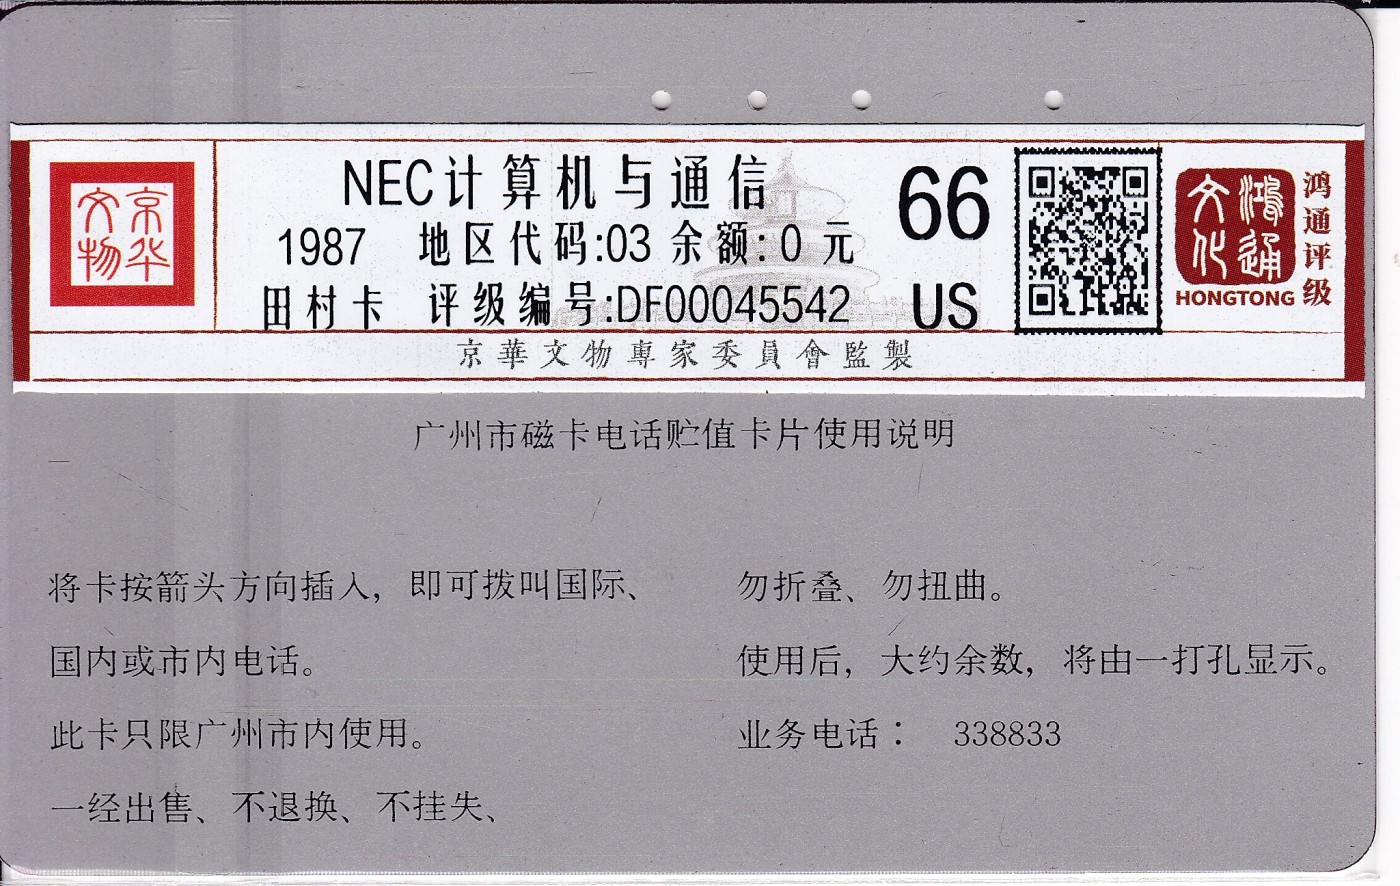 京华
文物
NEC计算机与通信
1987 地区代码:03 余额:0 元
田村卡 评级编号:DF00045542
66
US
鸿通
文化
HONGTONG
鸿通评级
京華文物專家委員會監製
广州市磁卡电话贮值卡片使用说明
将卡按箭头方向插入，即可拨叫国际、
国内或市内电话。
此卡只限广州市内使用。
一经出售、不退换、不挂失、
勿折叠、勿扭曲。
使用后，大约余数，将由一打孔显示。
业务电话： 338833